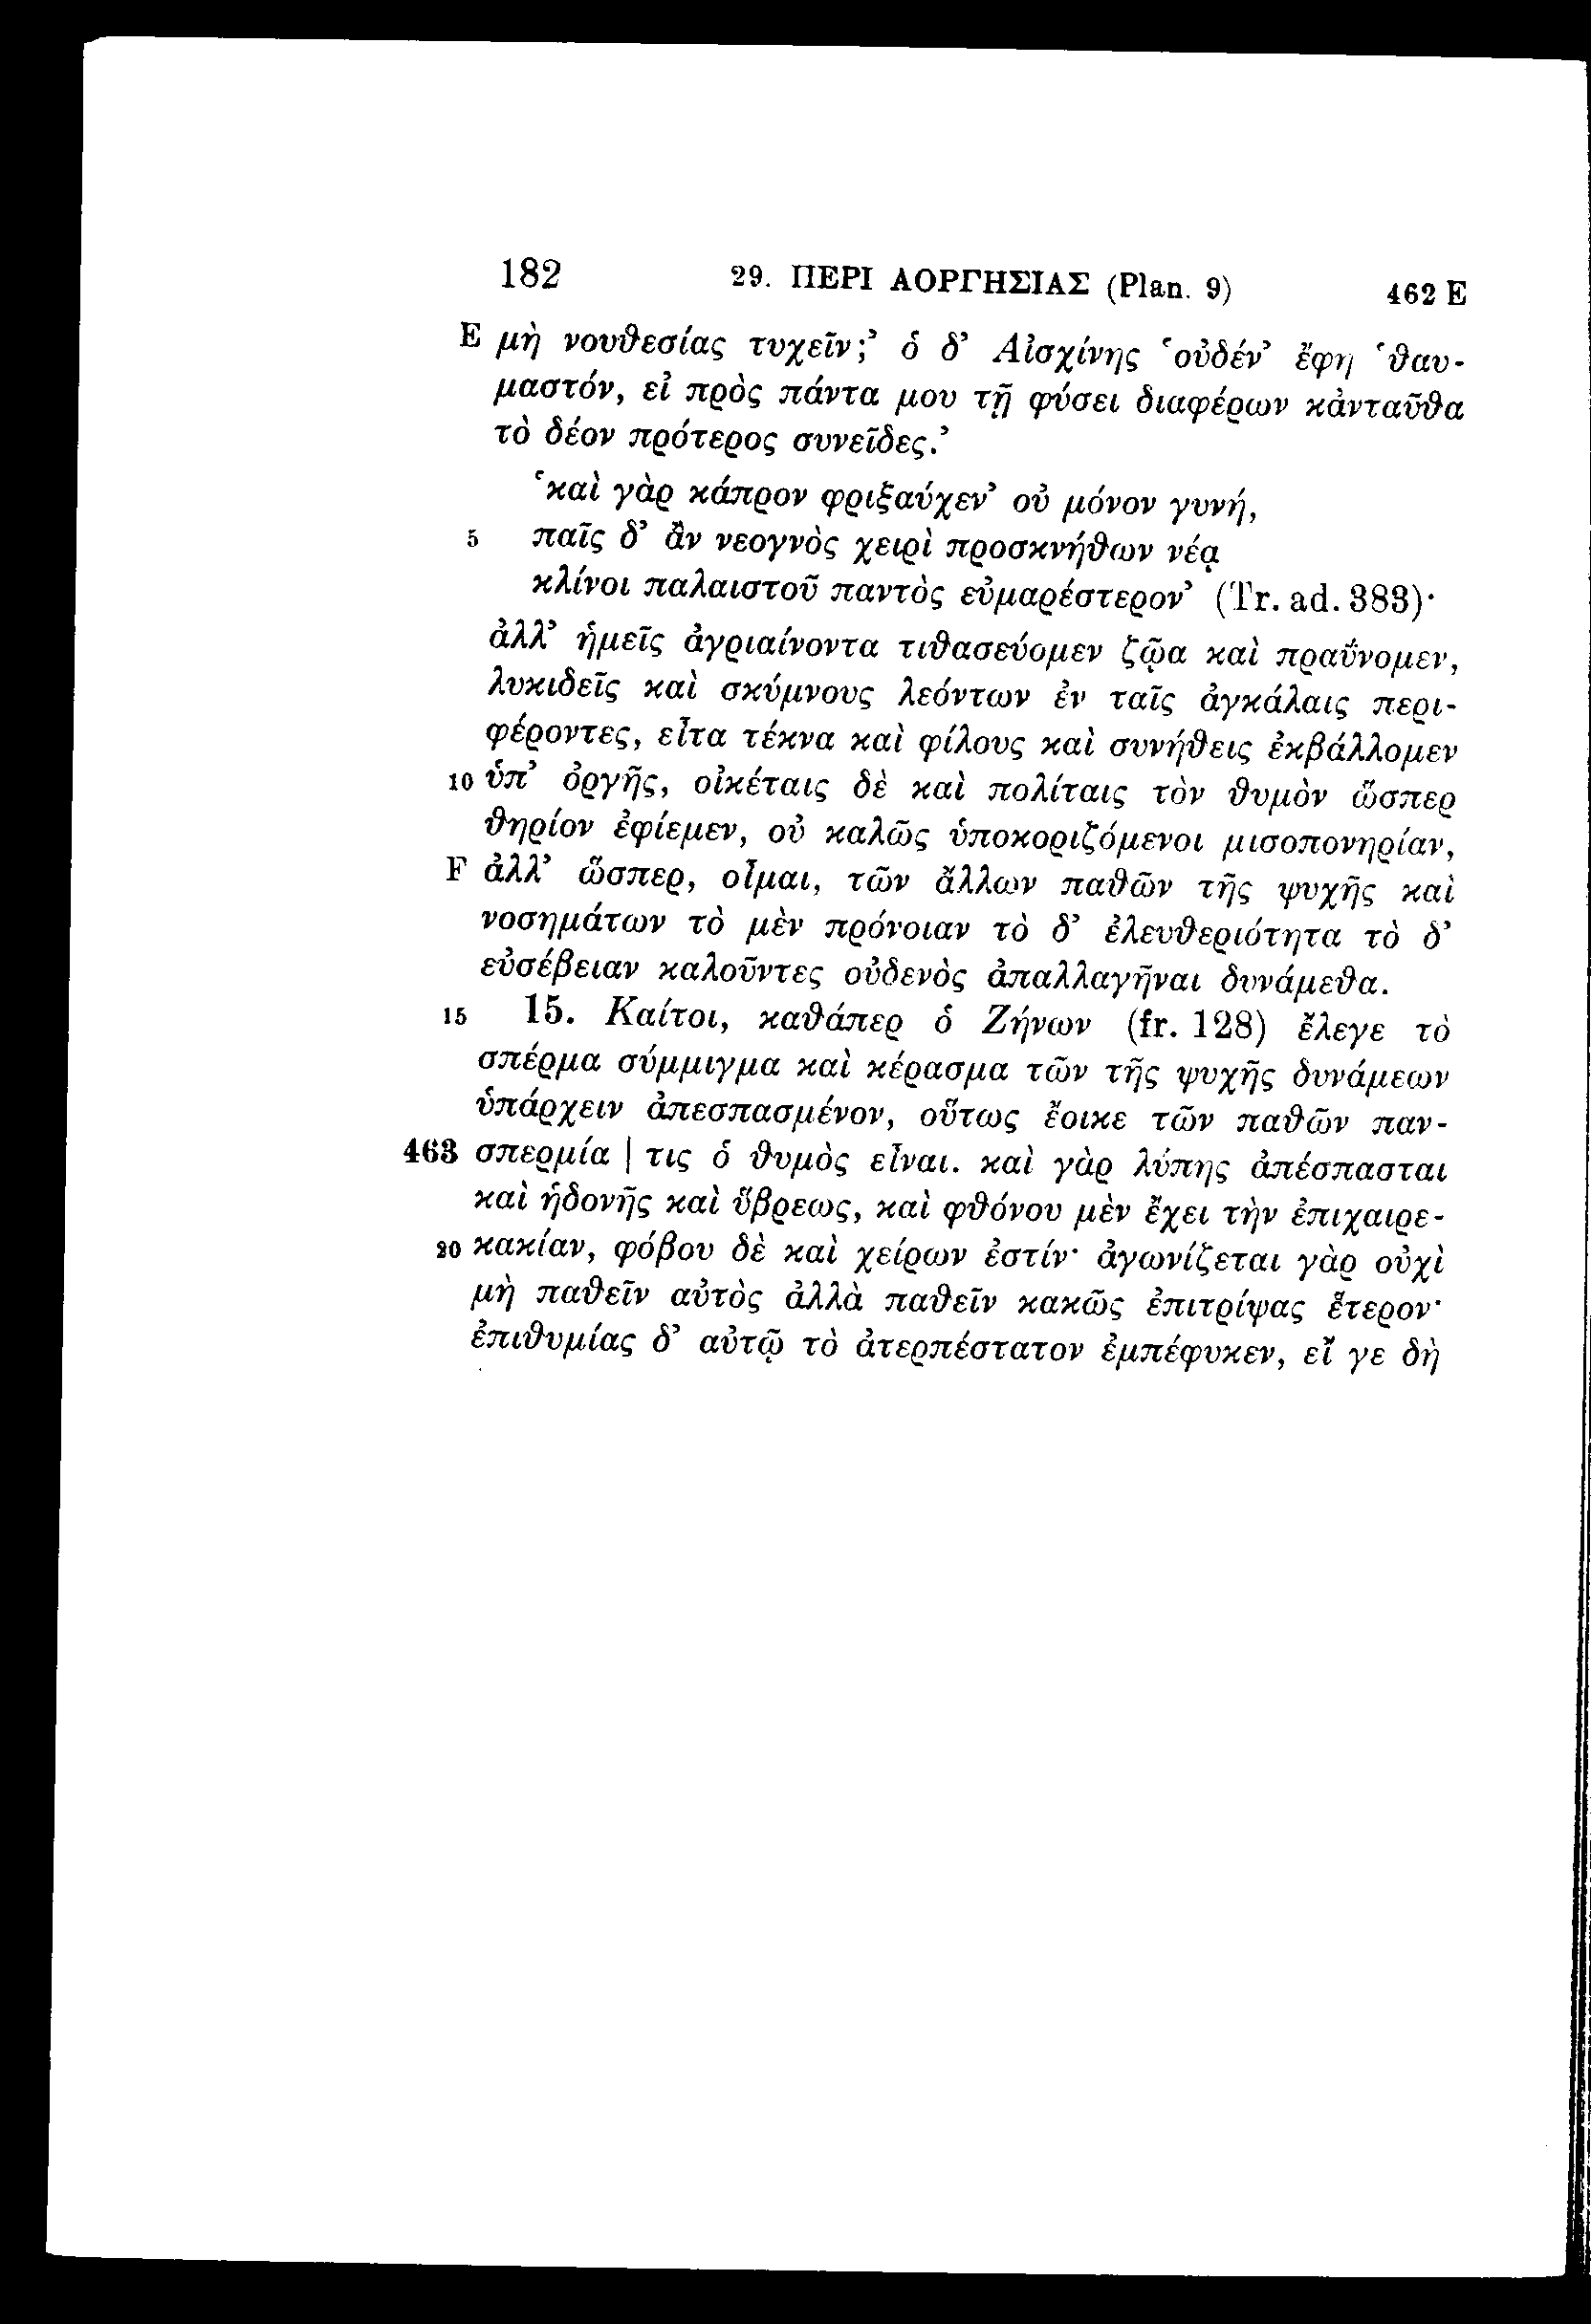 182 29. ΠΕΡΙ ΑΟΡΓΗΣΙΑΣ (Plan. 9) 462 E
E μὴ νουθεσίας τυχεῖν;’ ὁ δ’ Αἰσχίνης ‘οὐδέν’ ἔφη ‘θαυ-
μαστόν, εἰ πρὸς πάντα μου τῇ φύσει διαφέρων κἀνταῦθα
τὸ δέον πρότερος συνεῖδες.’
‘καὶ γὰρ κάπρον φριξαύχεν’ οὐ μόνον γυνή,
5 παῖς δ’ ἂν νεογνὸς χειρὶ προσκνήθων νέᾳ
κλίνοι παλαιστοῦ παντὸς εὐμαρέστερον’ (Tr. ad. 383)·
ἀλλ’ ἡμεῖς ἀγριαίνοντα τιθασεύομεν ζῷα καὶ πραΰνομεν,
λυκιδεῖς καὶ σκύμνους λεόντων ἐν ταῖς ἀγκάλαις περι-
φέροντες, εἶτα τέκνα καὶ φίλους καὶ συνήθεις ἐκβάλλομεν
10 ὑπ’ ὀργῆς, οἰκέταις δὲ καὶ πολίταις τὸν θυμὸν ὥσπερ
θηρίον ἐφίεμεν, οὐ καλῶς ὑποκοριζόμενοι μισοπονηρίαν,
F ἀλλ’ ὥσπερ, οἶμαι, τῶν ἄλλων παθῶν τῆς ψυχῆς καὶ
νοσημάτων τὸ μὲν πρόνοιαν τὸ δ’ ἐλευθεριότητα τὸ δ’
εὐσέβειαν καλοῦντες οὐδενὸς ἀπαλλαγῆναι δυνάμεθα.
15 15. Καίτοι, καθάπερ ὁ Ζήνων (fr. 128) ἔλεγε τὸ
σπέρμα σύμμιγμα καὶ κέρασμα τῶν τῆς ψυχῆς δυνάμεων
ὑπάρχειν ἀπεσπασμένον, οὕτως ἔοικε τῶν παθῶν παν-
463 σπερμία | τις ὁ θυμὸς εἶναι. καὶ γὰρ λύπης ἀπέσπασται
καὶ ἡδονῆς καὶ ὕβρεως, καὶ φθόνου μὲν ἔχει τὴν ἐπιχαιρε-
20 κακίαν, φόβου δὲ καὶ χείρων ἐστίν· ἀγωνίζεται γὰρ οὐχὶ
μὴ παθεῖν αὐτὸς ἀλλὰ παθεῖν κακῶς ἐπιτρίψας ἕτερον·
ἐπιθυμίας δ’ αὐτῷ τὸ ἀτερπέστατον ἐμπέφυκεν, εἴ γε δὴ